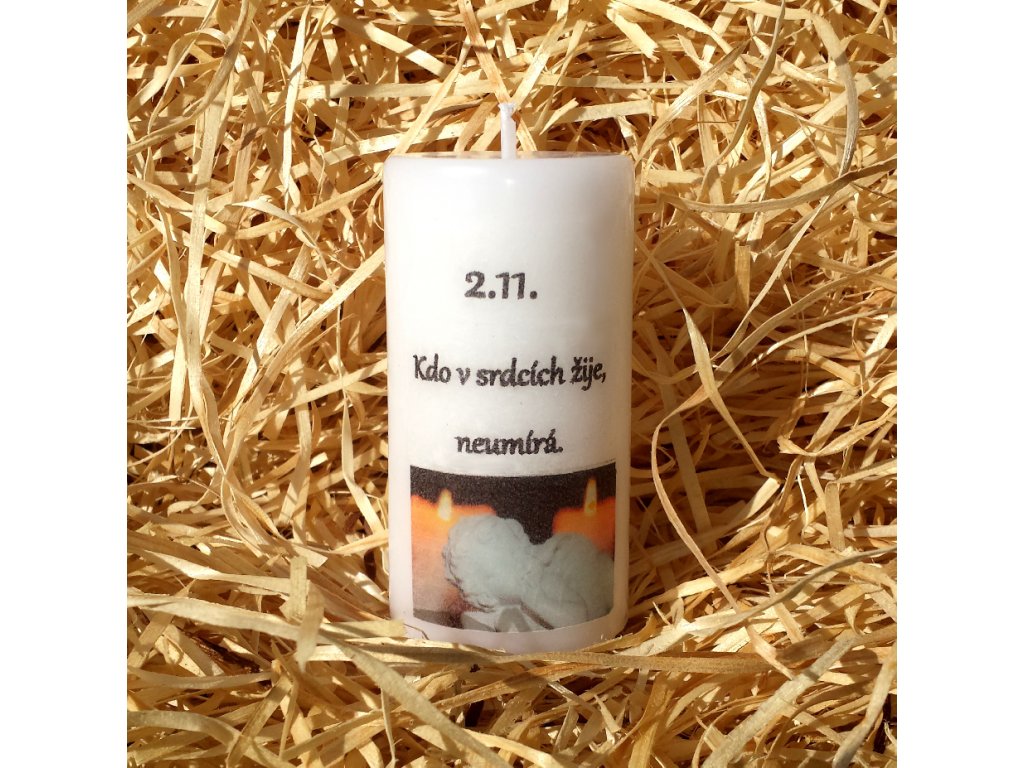 2.11.
Kdo v srdcích žije,
neumírá.